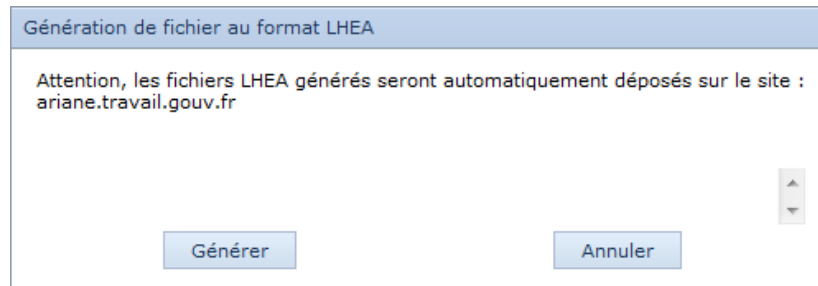 Génération de fichier au format LHEA
Attention, les fichiers LHEA générés seront automatiquement déposés sur le site :
ariane.travail.gouv.fr
Générer
Annuler